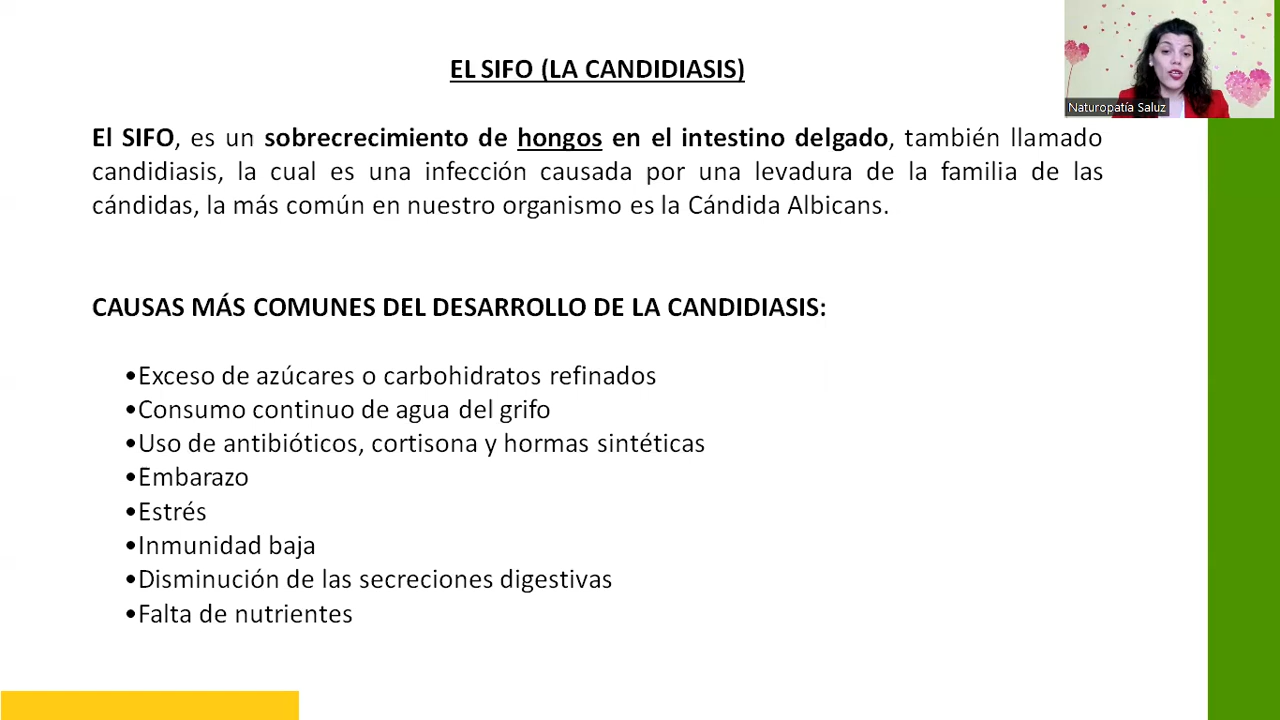 EL SIFO (LA CANDIDIASIS)
Naturopatía Saluz
El SIFO, es un sobrecrecimiento de hongos en el intestino delgado, también llamado
candidiasis, la cual es una infección causada por una levadura de la familia de las
cándidas, la más común en nuestro organismo es la Cándida Albicans.
CAUSAS MÁS COMUNES DEL DESARROLLO DE LA CANDIDIASIS:
•Exceso de azúcares o carbohidratos refinados
•Consumo continuo de agua del grifo
•Uso de antibióticos, cortisona y hormas sintéticas
•Embarazo
•Estrés
•Inmunidad baja
•Disminución de las secreciones digestivas
•Falta de nutrientes